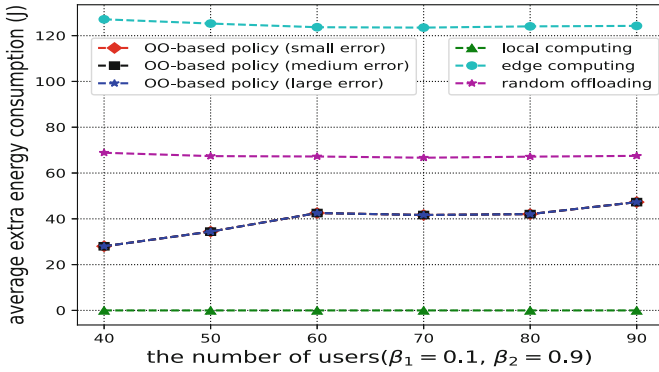 average extra energy consumption (J)
120
100
80
60
40
20
0
OO-based policy (small error)
OO-based policy (medium error)
OO-based policy (large error)
local computing
edge computing
random offloading
40 50 60 70 80 90
the number of users(β₁ = 0.1, β₂ = 0.9)